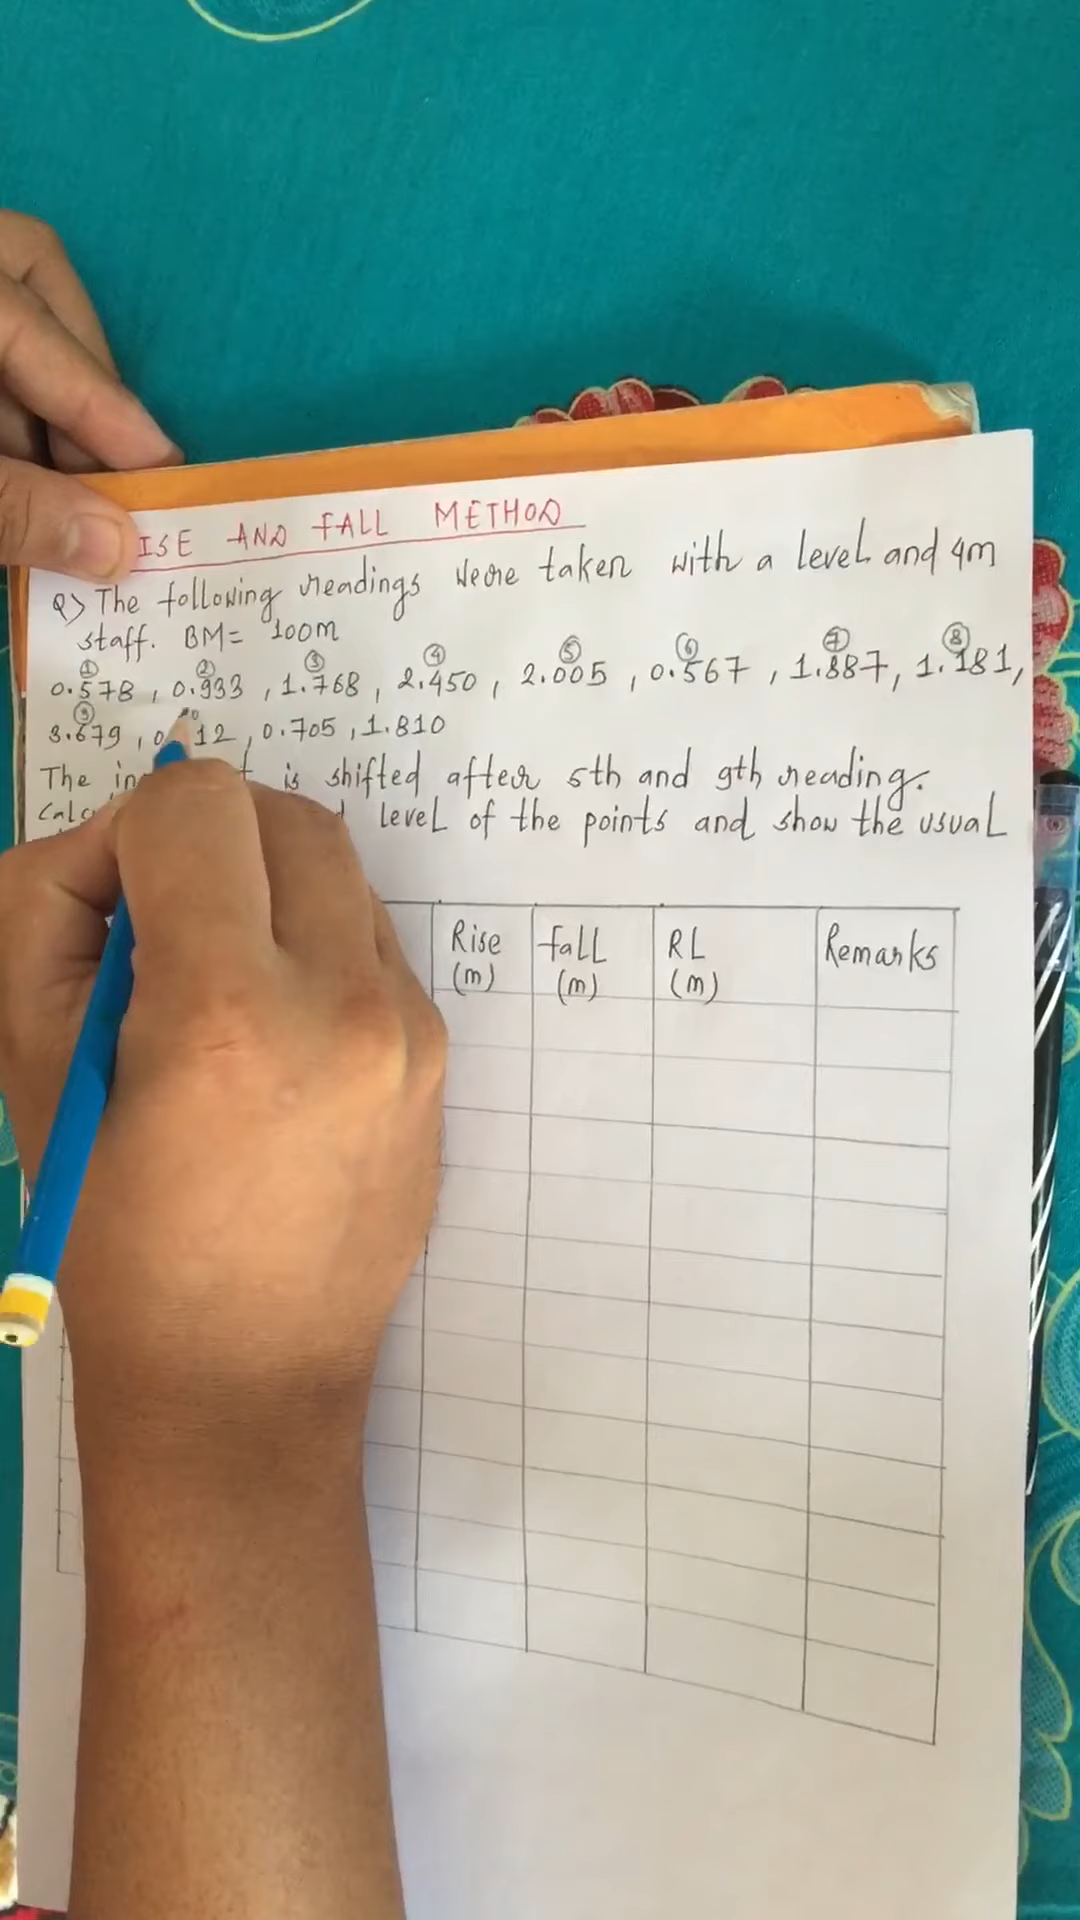 ISE AND FALL METHOD
Q> The following readings were taken with a level and 4m
staff. BM= 100m
① ② ③ ④ ⑤ ⑥ ⑦ ⑧
0.578 , 0.933 , 1.768 , 2.450 , 2.005 , 0.567 , 1.887 , 1.181 ,
⑨
3.679 , 0 12 , 0.705 , 1.810
The is shifted after 5th and 9th reading.
level of the points and show the usual
Rise fall RL Remarks
(m) (m) (m)